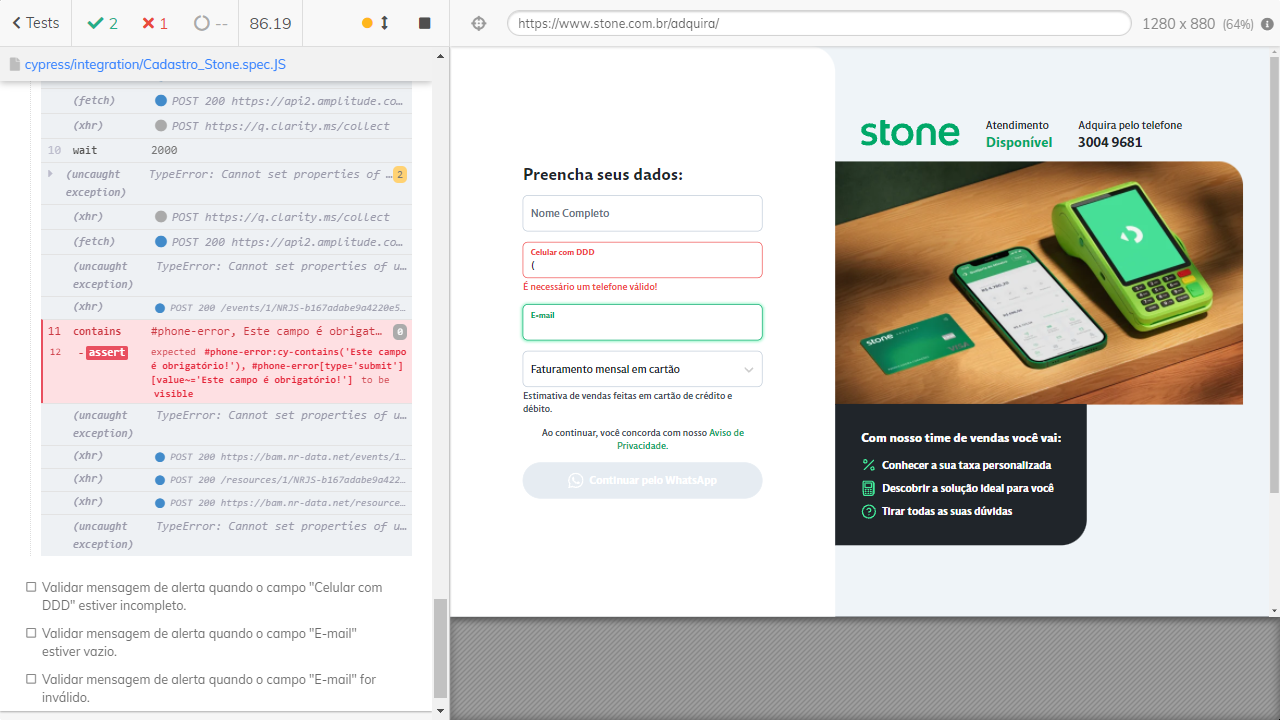 Tests
2
1
--
86.19
https://www.stone.com.br/adquira/
1280 x 880 (64%)
cypress/integration/Cadastro_Stone.spec.JS
(fetch) POST 200 https://api2.amplitude.co…
(xhr) POST 200 https://q.clarity.ms/collect
10 wait 2000
(uncaught exception) TypeError: Cannot set properties of … 2
(xhr) POST 200 https://q.clarity.ms/collect
(fetch) POST 200 https://api2.amplitude.co…
(uncaught exception) TypeError: Cannot set properties of u…
(xhr) POST 200 /events/1/NRJS-b167adabe9a4220e5…
11 contains #phone-error, Este campo é obrigat… 0
12 -assert expected #phone-error:cy-contains('Este campo
é obrigatório!'), #phone-error[type='submit']
[value~='Este campo é obrigatório!'] to be
visible
(uncaught exception) TypeError: Cannot set properties of u…
(xhr) POST 200 https://bam.nr-data.net/events/1…
(xhr) POST 200 /resources/1/NRJS-b167adabe9a422…
(xhr) POST 200 https://bam.nr-data.net/resource…
(uncaught exception) TypeError: Cannot set properties of u…
Validar mensagem de alerta quando o campo "Celular com
DDD" estiver incompleto.
Validar mensagem de alerta quando o campo "E-mail"
estiver vazio.
Validar mensagem de alerta quando o campo "E-mail" for
inválido.
Preencha seus dados:
Nome Completo
Celular com DDD
(
É necessário um telefone válido!
E-mail
Faturamento mensal em cartão
Estimativa de vendas feitas em cartão de crédito e
débito.
Ao continuar, você concorda com nosso Aviso de
Privacidade.
Continuar pelo WhatsApp
stone
Atendimento
Disponível
Adquira pelo telefone
3004 9681
stone
VISA
Com nosso time de vendas você vai:
Conhecer a sua taxa personalizada
Descobrir a solução ideal para você
Tirar todas as suas dúvidas